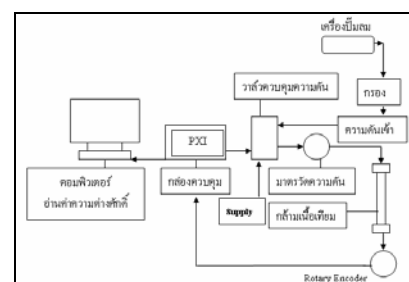 เครื่องปั๊มลม
วาล์วควบคุมความดัน
กรอง
PXI
ความดันเข้า
คอมพิวเตอร์
อ่านค่าความต่างศักดิ์
กล่องควบคุม
มาตรวัดความดัน
Supply
กล้ามเนื้อเทียม
Rotary Encoder